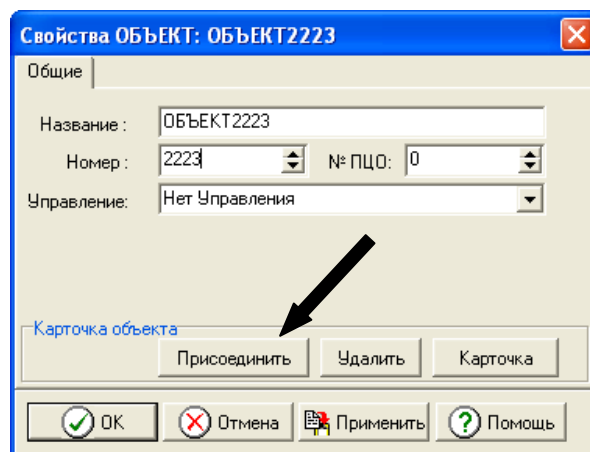 Свойства ОБЪЕКТ: ОБЪЕКТ2223
Общие
Название : ОБЪЕКТ2223
Номер : 2223 № ПЦО: 0
Управление: Нет Управления
Карточка объекта
Присоединить Удалить Карточка
OK Отмена Применить ? Помощь